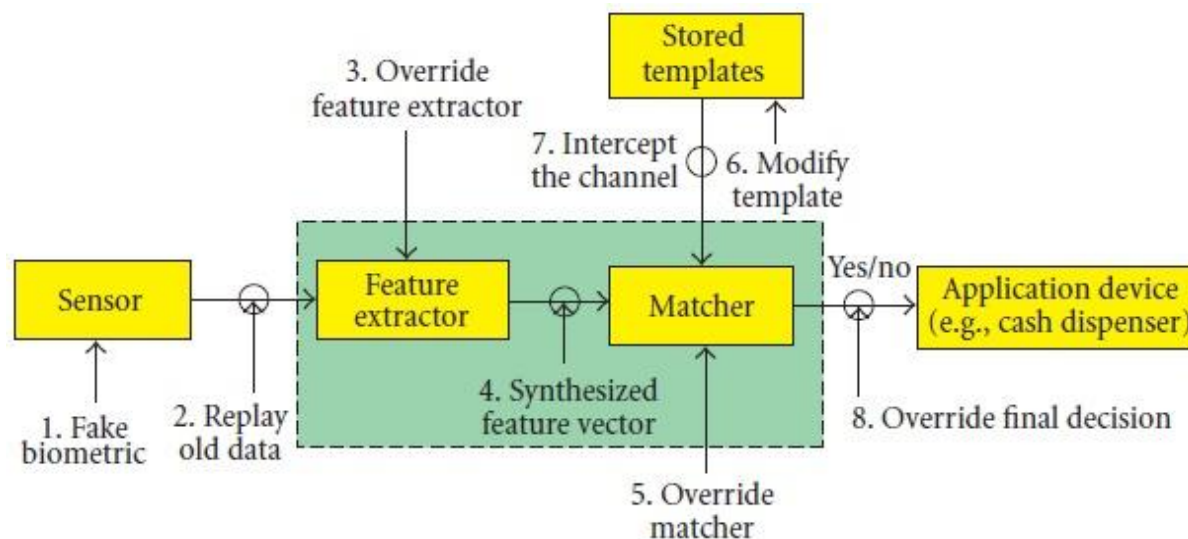 Stored
templates
3. Override
feature extractor
7. Intercept
the channel
6. Modify
template
Sensor
Feature
extractor
Matcher
Yes/no
Application device
(e.g., cash dispenser)
1. Fake
biometric
2. Replay
old data
4. Synthesized
feature vector
5. Override
matcher
8. Override final decision